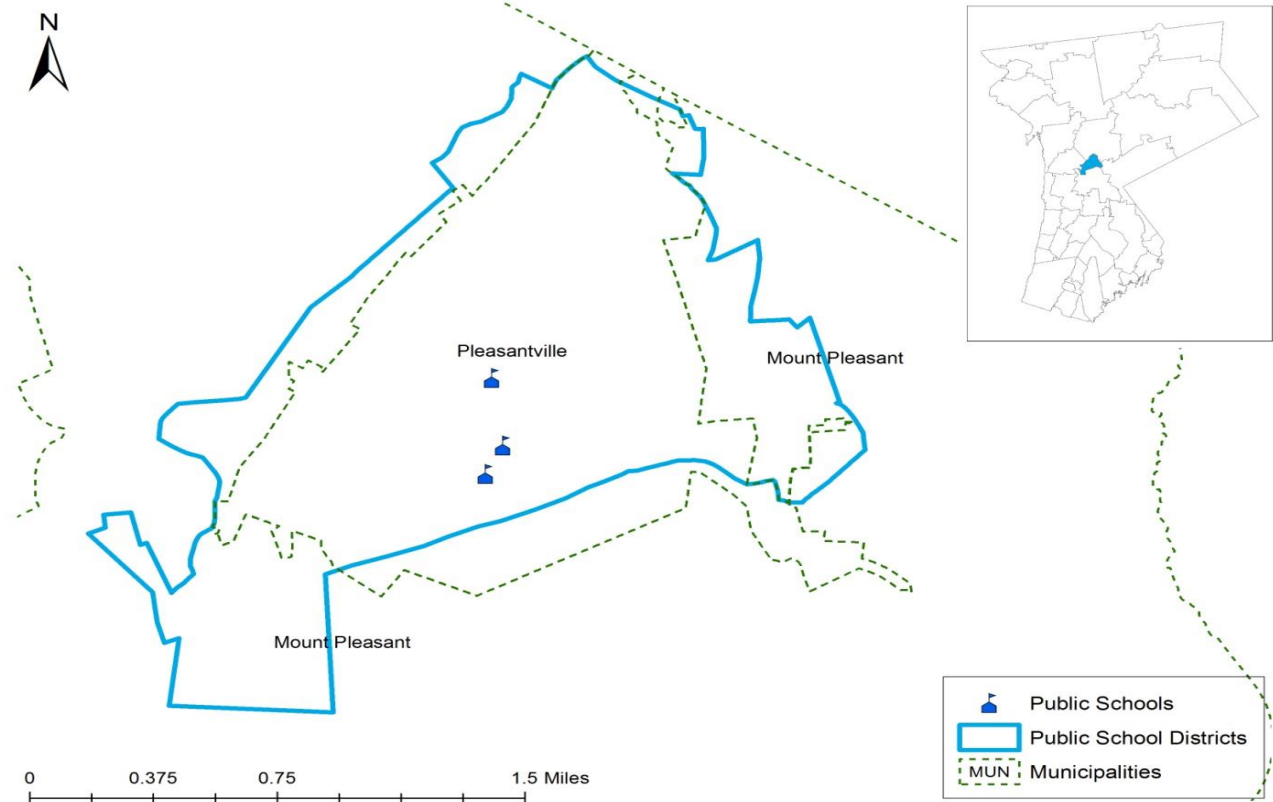 N
Pleasantville
Mount Pleasant
Mount Pleasant
Public Schools
Public School Districts
MUN Municipalities
0 0.375 0.75 1.5 Miles